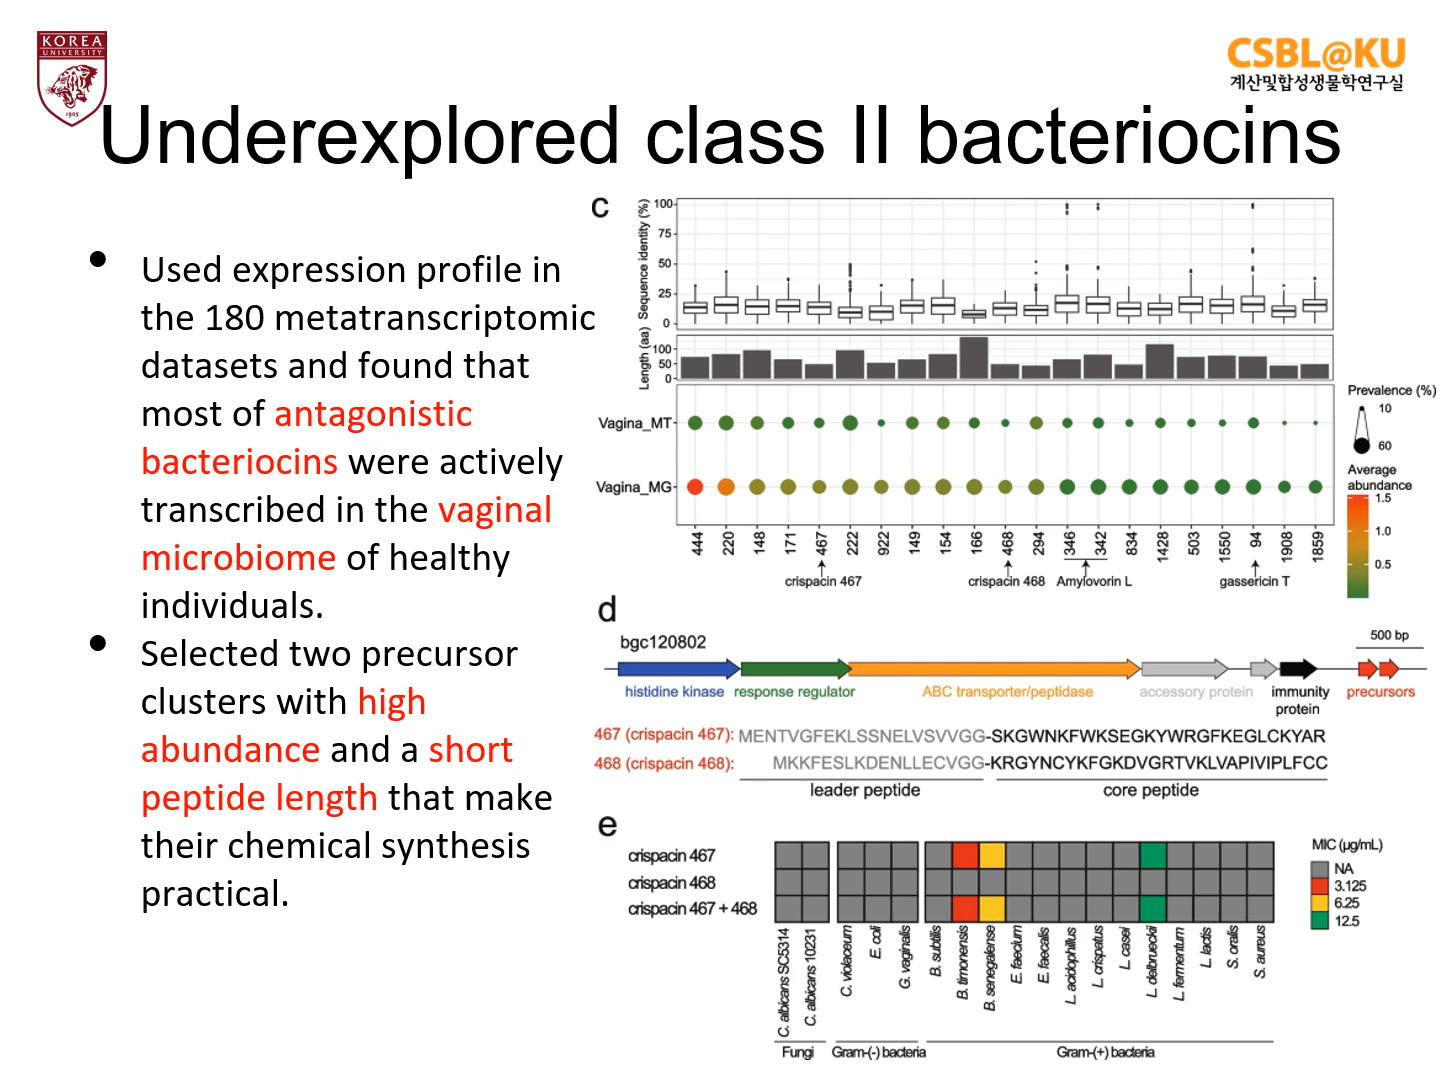 KOREA
UNIVERSITY
1905
CSBL@KU
계산및합성생물학연구실
Underexplored class II bacteriocins
• Used expression profile in
the 180 metatranscriptomic
datasets and found that
most of antagonistic
bacteriocins were actively
transcribed in the vaginal
microbiome of healthy
individuals.
• Selected two precursor
clusters with high
abundance and a short
peptide length that make
their chemical synthesis
practical.
c
Sequence identity (%)
100
75
50
25
0
Length (aa)
100
50
0
Vagina_MT
Vagina_MG
444 220 148 171 467 222 922 149 154 166 468 294 346 342 834 1428 503 1550 94 1908 1859
crispacin 467 crispacin 468 Amylovorin L gassericin T
Prevalence (%)
10
60
Average
abundance
1.5
1.0
0.5
d
bgc120802
500 bp
histidine kinase response regulator ABC transporter/peptidase accessory protein immunity protein precursors
467 (crispacin 467): MENTVGFEKLSSNELVSVVGG-SKGWNKFWKSEGKYWRGFKEGLCKYAR
468 (crispacin 468): MKKFESLKDENLLECVGG-KRGYNCYKFGKDVGRTVKLVAPIVIPLFCC
leader peptide core peptide
e
crispacin 467
crispacin 468
crispacin 467 + 468
MIC (µg/mL)
NA
3.125
6.25
12.5
C. albicans SC5314
C. albicans 10231
C. violaceum
E. coli
G. vaginalis
B. subtilis
B. timonensis
B. senegalense
E. faecium
E. faecalis
L. acidophillus
L. crispatus
L. casei
L. delbrueckii
L. fermentum
L. lactis
S. oralis
S. aureus
Fungi Gram-(-) bacteria Gram-(+) bacteria